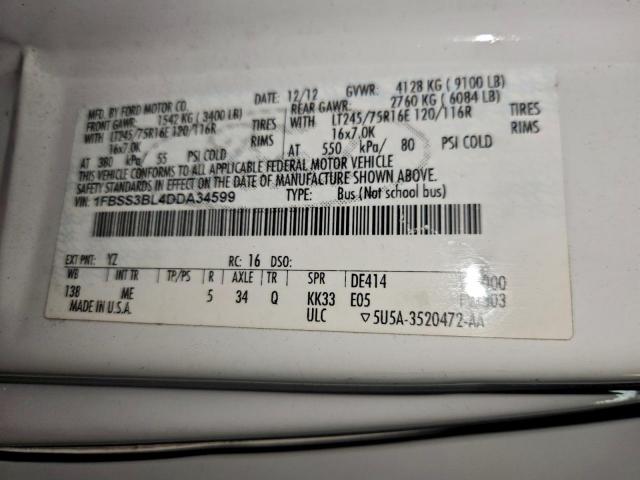 MFD. BY FORD MOTOR CO. DATE: 12/12 GVWR: 4128 KG (9100 LB)
FRONT GAWR: 1542 KG (3400 LB) REAR GAWR: 2760 KG (6084 LB)
WITH LT245/75R16E 120/116R TIRES WITH LT245/75R16E 120/116R TIRES
16x7.0K RIMS 16x7.0K RIMS
AT 380 kPa/ 55 PSI COLD AT 550 kPa/ 80 PSI COLD
THIS VEHICLE CONFORMS TO ALL APPLICABLE FEDERAL MOTOR VEHICLE
SAFETY STANDARDS IN EFFECT ON THE DATE OF MANUFACTURE SHOWN ABOVE.
VIN: 1FBSS3BL4DDA34599 TYPE: Bus (Not school bus)
EXT PNT: YZ RC: 16 DSO:
WB INT TR TP/PS R AXLE TR SPR DE414
138 ME 5 34 Q KK33 E05
MADE IN U.S.A. ULC ▽5U5A-3520472-AA